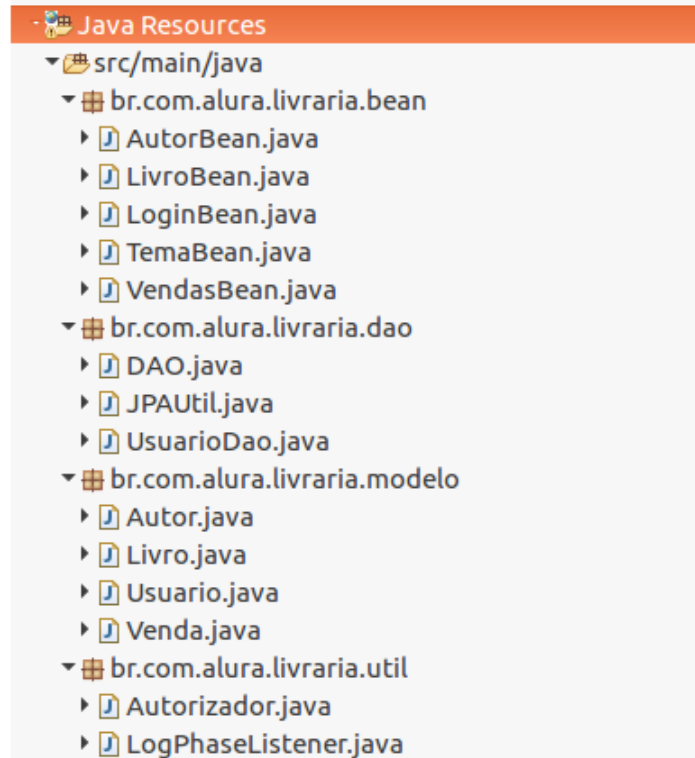 Java Resources
src/main/java
br.com.alura.livraria.bean
AutorBean.java
LivroBean.java
LoginBean.java
TemaBean.java
VendasBean.java
br.com.alura.livraria.dao
DAO.java
JPAUtil.java
UsuarioDao.java
br.com.alura.livraria.modelo
Autor.java
Livro.java
Usuario.java
Venda.java
br.com.alura.livraria.util
Autorizador.java
LogPhaseListener.java